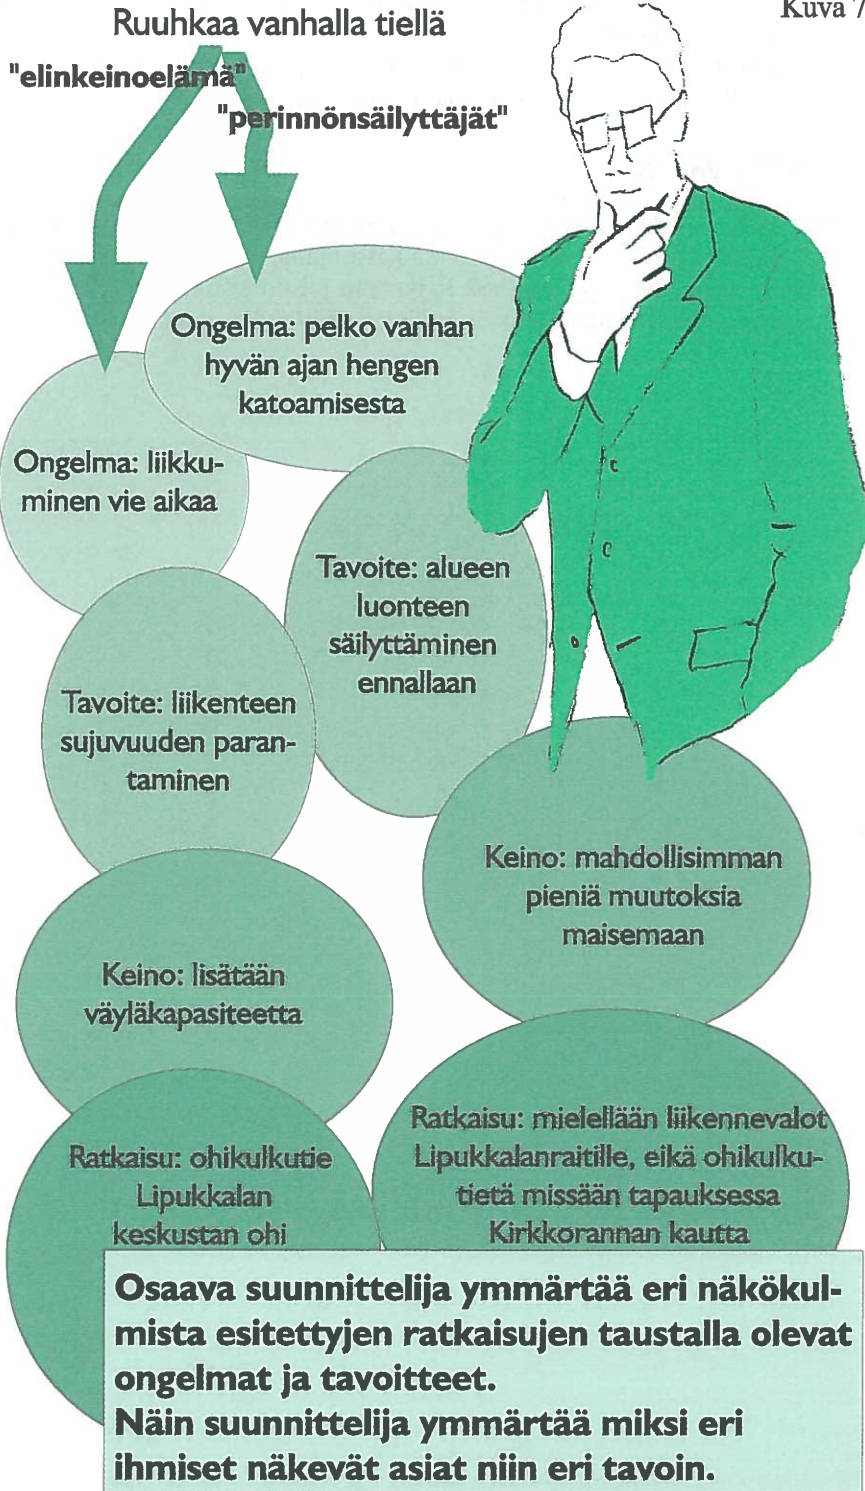 Kuva 7
Ruuhkaa vanhalla tiellä
"elinkeinoelämä"
"perinnönsäilyttäjät"
Ongelma: pelko vanhan
hyvän ajan hengen
katoamisesta
Ongelma: liikku-
minen vie aikaa
Tavoite: alueen
luonteen
säilyttäminen
ennallaan
Tavoite: liikenteen
sujuvuuden paran-
taminen
Keino: mahdollisimman
pieniä muutoksia
maisemaan
Keino: lisätään
väyläkapasiteetta
Ratkaisu: mielellään liikennevalot
Lipukkalanraitille, eikä ohikulku-
tietä missään tapauksessa
Kirkkorannan kautta
Ratkaisu: ohikulkutie
Lipukkalan
keskustan ohi
Osaava suunnittelija ymmärtää eri näkökul-
mista esitettyjen ratkaisujen taustalla olevat
ongelmat ja tavoitteet.
Näin suunnittelija ymmärtää miksi eri
ihmiset näkevät asiat niin eri tavoin.